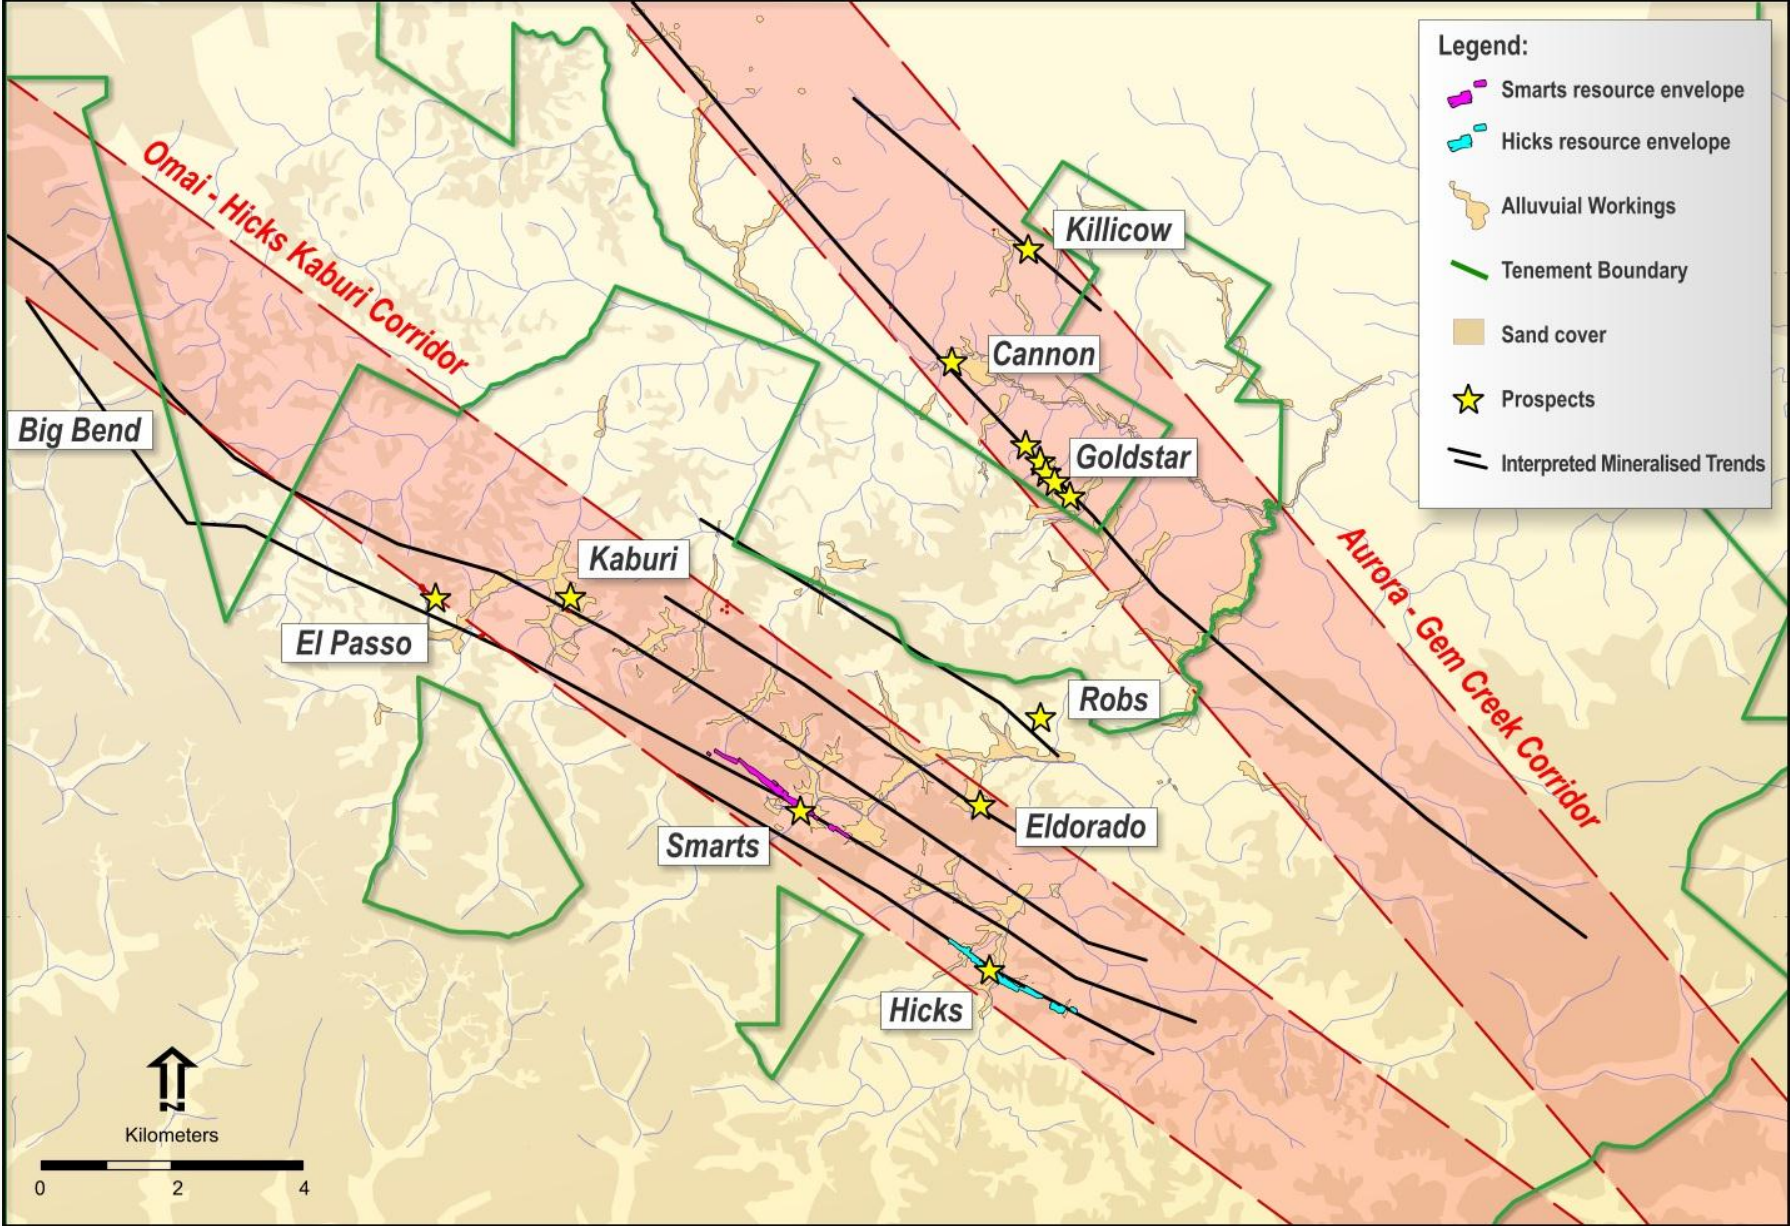 Legend:
Smarts resource envelope
Hicks resource envelope
Alluvuial Workings
Tenement Boundary
Sand cover
Prospects
Interpreted Mineralised Trends
Omai - Hicks Kaburi Corridor
Killicow
Cannon
Big Bend
Goldstar
Kaburi
Aurora - Gem Creek Corridor
El Passo
Robs
Eldorado
Smarts
Hicks
N
Kilometers
0 2 4